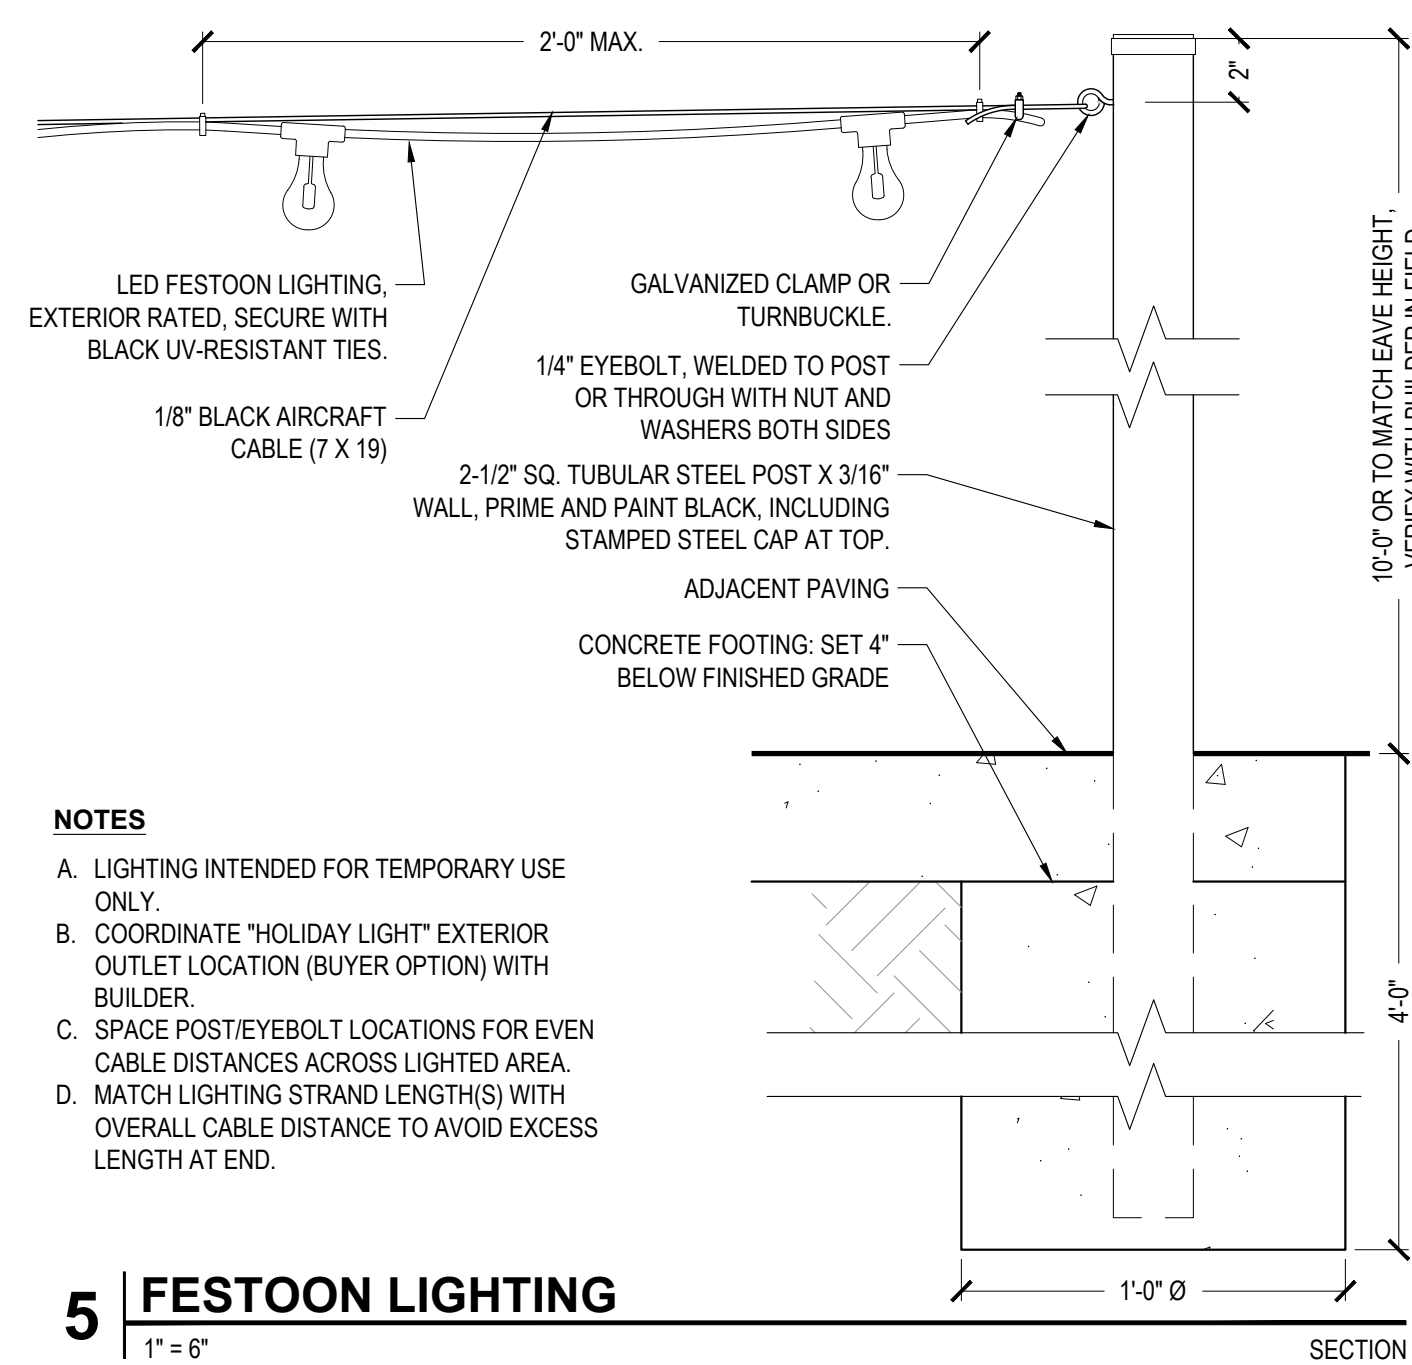 2'-0" MAX.
2"
LED FESTOON LIGHTING,
EXTERIOR RATED, SECURE WITH
BLACK UV-RESISTANT TIES.
1/8" BLACK AIRCRAFT
CABLE (7 X 19)
GALVANIZED CLAMP OR
TURNBUCKLE.
1/4" EYEBOLT, WELDED TO POST
OR THROUGH WITH NUT AND
WASHERS BOTH SIDES
2-1/2" SQ. TUBULAR STEEL POST X 3/16"
WALL, PRIME AND PAINT BLACK, INCLUDING
STAMPED STEEL CAP AT TOP.
ADJACENT PAVING
CONCRETE FOOTING: SET 4"
BELOW FINISHED GRADE
10'-0" OR TO MATCH EAVE HEIGHT,
VERIFY WITH BUILDER IN FIELD
4'-0"
1'-0" Ø
NOTES
A. LIGHTING INTENDED FOR TEMPORARY USE
ONLY.
B. COORDINATE "HOLIDAY LIGHT" EXTERIOR
OUTLET LOCATION (BUYER OPTION) WITH
BUILDER.
C. SPACE POST/EYEBOLT LOCATIONS FOR EVEN
CABLE DISTANCES ACROSS LIGHTED AREA.
D. MATCH LIGHTING STRAND LENGTH(S) WITH
OVERALL CABLE DISTANCE TO AVOID EXCESS
LENGTH AT END.
5 FESTOON LIGHTING
1" = 6"
SECTION